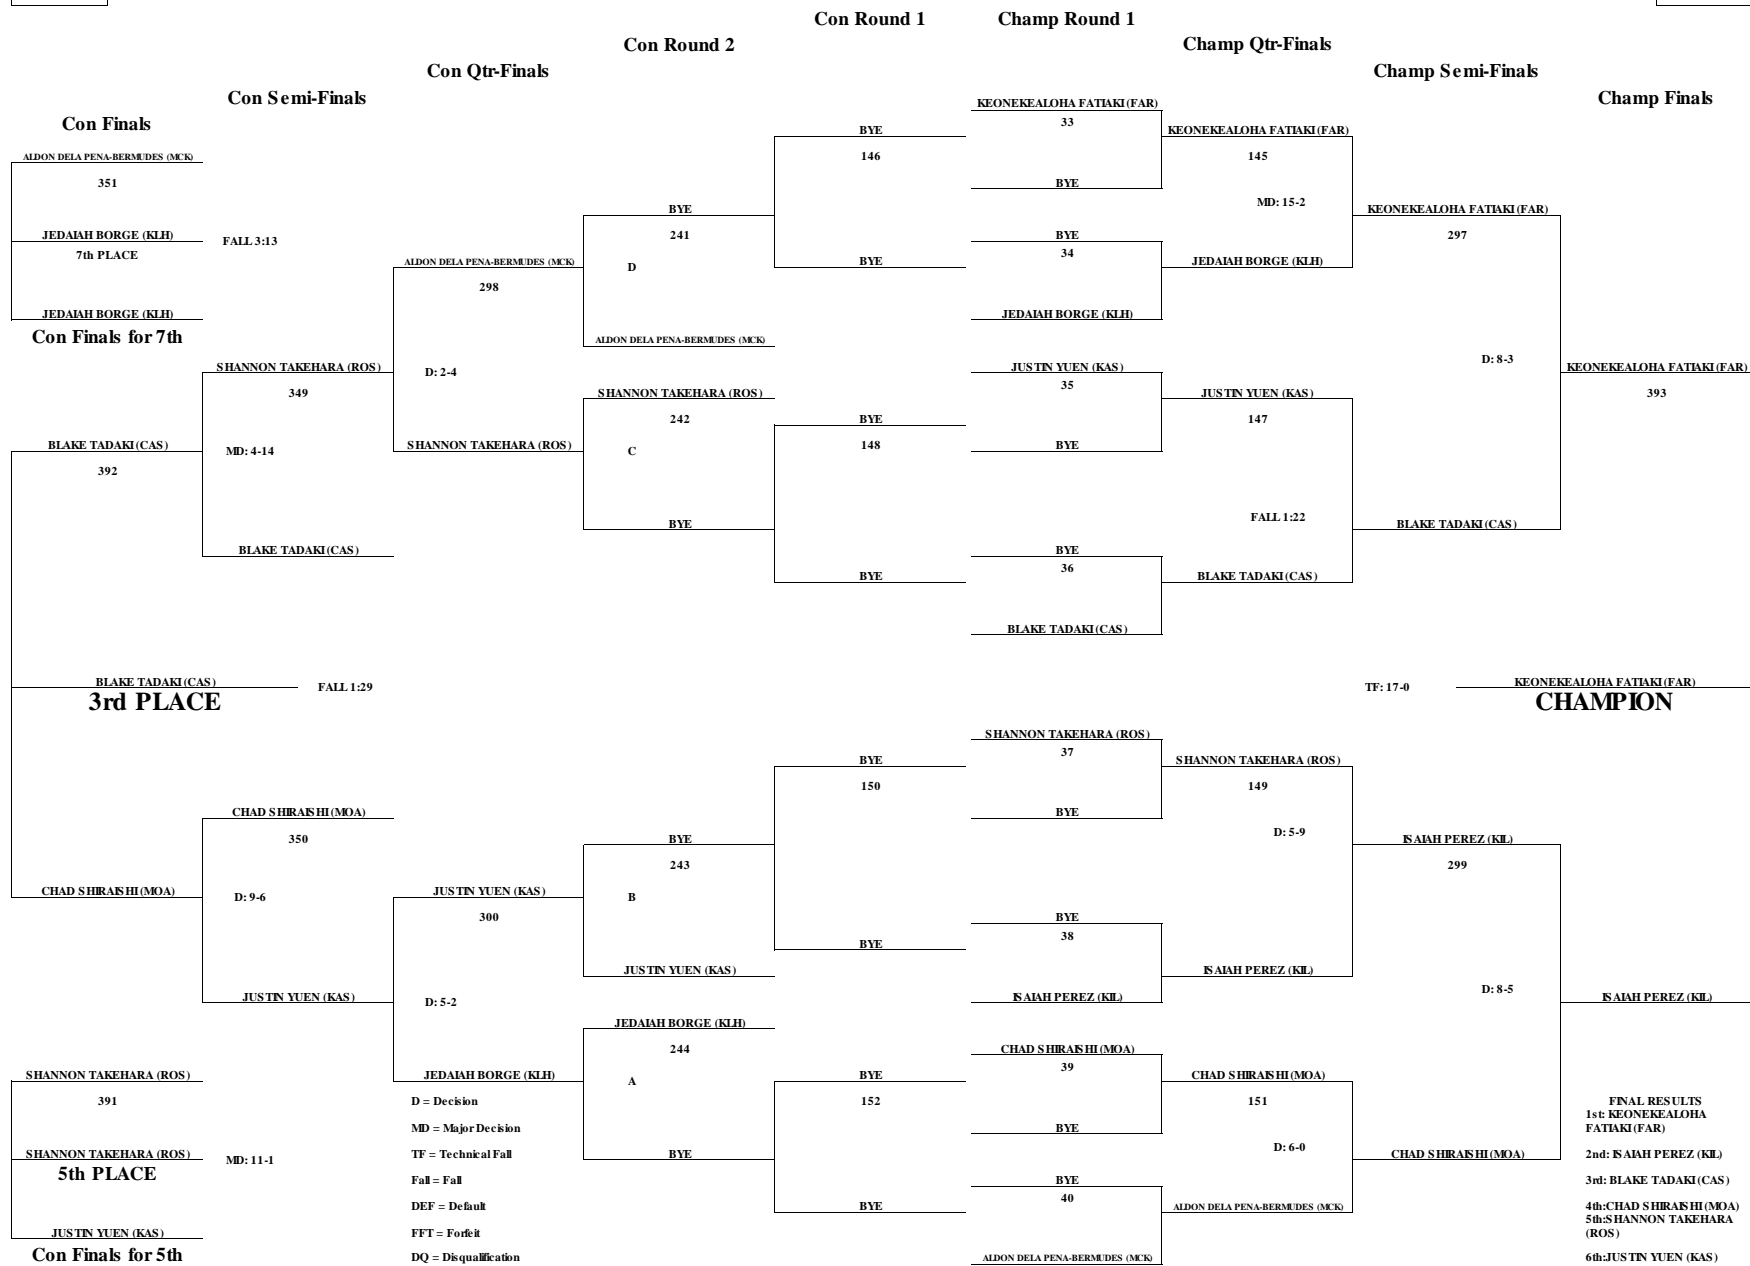 Con Round 1
Champ Round 1
Con Round 2
Champ Qtr-Finals
Con Qtr-Finals
Champ Semi-Finals
Con Semi-Finals
Champ Finals
Con Finals
KEONEKEALOHA FATIAKI (FAR)
33
BYE
KEONEKEALOHA FATIAKI (FAR)
ALDON DELA PENA-BERMUDES (MCK)
146
145
351
BYE
MD: 15-2
BYE
KEONEKEALOHA FATIAKI (FAR)
JEDAIAH BORGE (KLH)
FALL 3:13
241
BYE
297
7th PLACE
34
ALDON DELA PENA-BERMUDES (MCK)
D
BYE
JEDAIAH BORGE (KLH)
298
JEDAIAH BORGE (KLH)
JEDAIAH BORGE (KLH)
Con Finals for 7th
ALDON DELA PENA-BERMUDES (MCK)
D: 8-3
SHANNON TAKEHARA (ROS)
D: 2-4
JUSTIN YUEN (KAS)
KEONEKEALOHA FATIAKI (FAR)
35
349
SHANNON TAKEHARA (ROS)
JUSTIN YUEN (KAS)
393
242
BYE
147
BLAKE TADAKI (CAS)
MD: 4-14
SHANNON TAKEHARA (ROS)
C
148
BYE
392
FALL 1:22
BYE
BLAKE TADAKI (CAS)
BLAKE TADAKI (CAS)
BYE
36
BYE
BLAKE TADAKI (CAS)
BLAKE TADAKI (CAS)
BLAKE TADAKI (CAS)
FALL 1:29
TF: 17-0
KEONEKEALOHA FATIAKI (FAR)
3rd PLACE
CHAMPION
SHANNON TAKEHARA (ROS)
37
BYE
SHANNON TAKEHARA (ROS)
150
149
CHAD SHIRAISHI (MOA)
BYE
350
BYE
D: 5-9
ISAIAH PEREZ (KIL)
243
299
CHAD SHIRAISHI (MOA)
D: 9-6
JUSTIN YUEN (KAS)
B
300
BYE
38
BYE
JUSTIN YUEN (KAS)
ISAIAH PEREZ (KIL)
D: 8-5
JUSTIN YUEN (KAS)
D: 5-2
ISAIAH PEREZ (KIL)
ISAIAH PEREZ (KIL)
JEDAIAH BORGE (KLH)
244
CHAD SHIRAISHI (MOA)
39
SHANNON TAKEHARA (ROS)
JEDAIAH BORGE (KLH)
A
BYE
CHAD SHIRAISHI (MOA)
391
D = Decision
152
151
FINAL RESULTS
1st: KEONEKEALOHA
FATIAKI (FAR)
MD = Major Decision
BYE
D: 6-0
SHANNON TAKEHARA (ROS)
MD: 11-1
TF = Technical Fall
BYE
CHAD SHIRAISHI (MOA)
2nd: ISAIAH PEREZ (KIL)
5th PLACE
Fall = Fall
BYE
3rd: BLAKE TADAKI (CAS)
40
DEF = Default
BYE
ALDON DELA PENA-BERMUDES (MCK)
4th:CHAD SHIRAISHI (MOA)
5th:SHANNON TAKEHARA
(ROS)
JUSTIN YUEN (KAS)
FFT = Forfeit
Con Finals for 5th
DQ = Disqualification
ALDON DELA PENA-BERMUDES (MCK)
6th:JUSTIN YUEN (KAS)